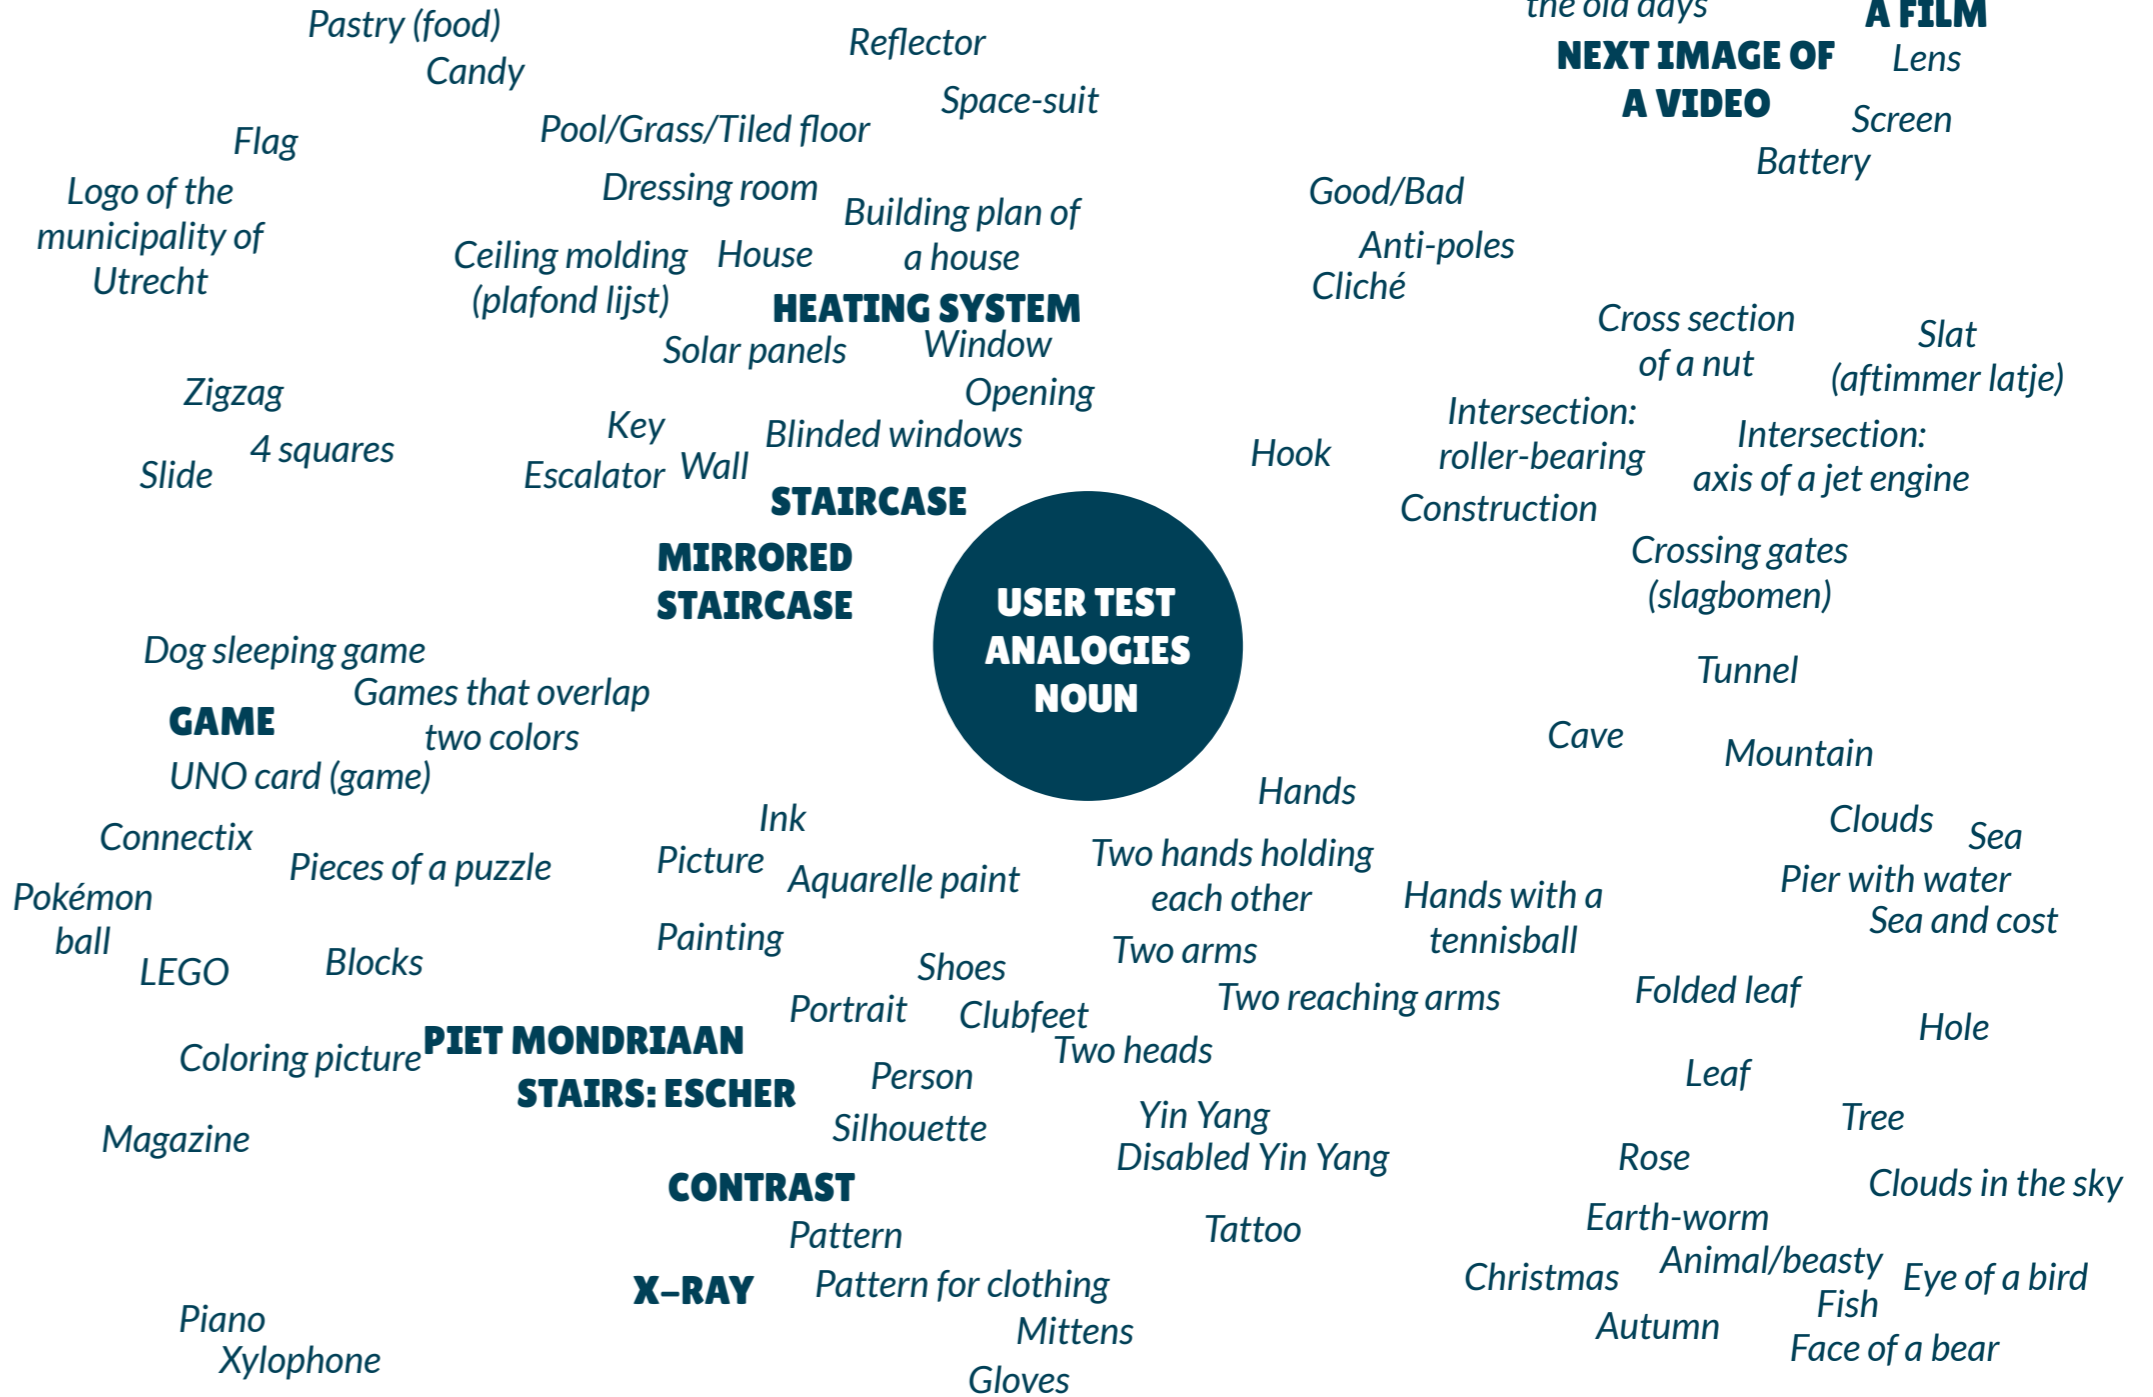 the old days
A FILM
Pastry (food)
Reflector
NEXT IMAGE OF
A VIDEO
Lens
Candy
Space-suit
Screen
Pool/Grass/Tiled floor
Flag
Battery
Logo of the
municipality of
Utrecht
Dressing room
Building plan of
a house
Good/Bad
Anti-poles
Cliché
Ceiling molding
(plafond lijst)
House
HEATING SYSTEM
Solar panels
Window
Opening
Cross section
of a nut
Slat
(aftimmer latje)
Zigzag
4 squares
Slide
Key
Blinded windows
Escalator
Wall
Hook
Intersection:
roller-bearing
Intersection:
axis of a jet engine
STAIRCASE
Construction
MIRRORED
STAIRCASE
Crossing gates
(slagbomen)
USER TEST
ANALOGIES
NOUN
Dog sleeping game
Games that overlap
two colors
GAME
UNO card (game)
Tunnel
Cave
Mountain
Hands
Ink
Clouds
Sea
Connectix
Pieces of a puzzle
Picture
Aquarelle paint
Two hands holding
each other
Hands with a
tennisball
Pier with water
Sea and cost
Pokémon
ball
LEGO
Blocks
Painting
Shoes
Two arms
Two reaching arms
Folded leaf
Portrait
Clubfeet
Hole
PIET MONDRIAAN
Coloring picture
Two heads
STAIRS: ESCHER
Person
Leaf
Silhouette
Yin Yang
Disabled Yin Yang
Tree
Magazine
Rose
CONTRAST
Clouds in the sky
Pattern
Tattoo
Earth-worm
X-RAY
Pattern for clothing
Christmas
Animal/beasty
Eye of a bird
Fish
Piano
Xylophone
Mittens
Autumn
Face of a bear
Gloves